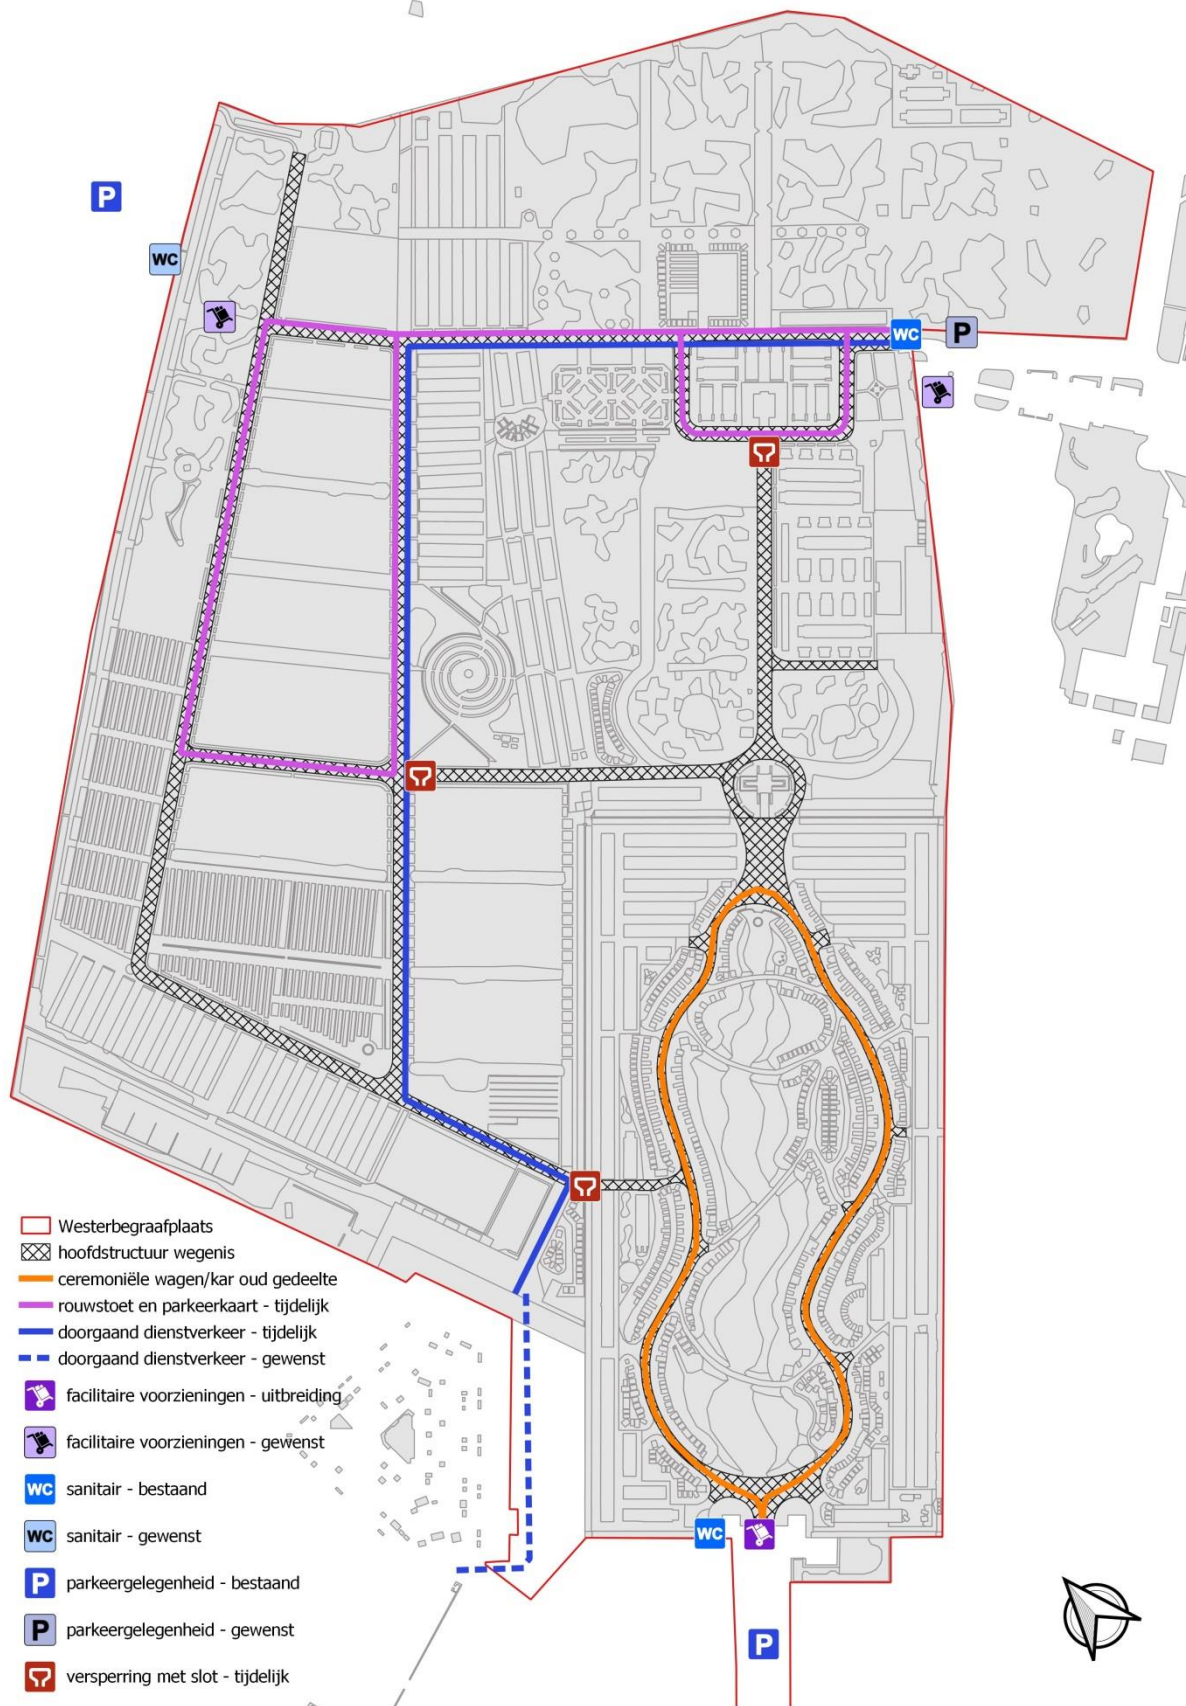 P
WC
WC
P
Westerbegraafplaats
hoofdstructuur wegenis
ceremoniële wagen/kar oud gedeelte
rouwstoet en parkeerkaart - tijdelijk
doorgaand dienstverkeer - tijdelijk
doorgaand dienstverkeer - gewenst
facilitaire voorzieningen - uitbreiding
facilitaire voorzieningen - gewenst
WC sanitair - bestaand
WC sanitair - gewenst
WC
P parkeergelegenheid - bestaand
P parkeergelegenheid - gewenst
P
versperring met slot - tijdelijk